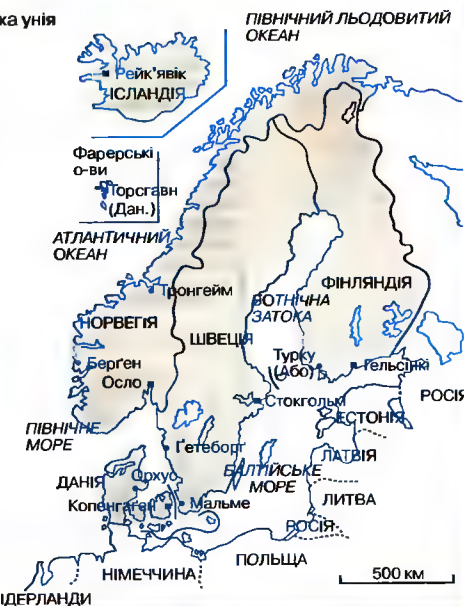 ка унія
ПІВНІЧНИЙ ЛЬОДОВИТИЙ
ОКЕАН
Рейк'явік
ІСЛАНДІЯ
Фарерські
о-ви
Торсгавн
(Дан.)
АТЛАНТИЧНИЙ
ОКЕАН
Тронгейм
НОРВЕГІЯ
БОТНІЧНА
ЗАТОКА
ФІНЛЯНДІЯ
ШВЕЦІЯ
Берґен
Осло
Турку
(Або)
Гельсінкі
Стокгольм
РОСІЯ
ЕСТОНІЯ
ПІВНІЧНЕ
МОРЕ
Ґетеборг
ЛАТВІЯ
БАЛТІЙСЬКЕ
МОРЕ
ДАНІЯ
Орхус
ЛИТВА
Копенгаген
Мальме
РОСІЯ
ПОЛЬЩА
НІМЕЧЧИНА
500 км
ІДЕРЛАНДИ